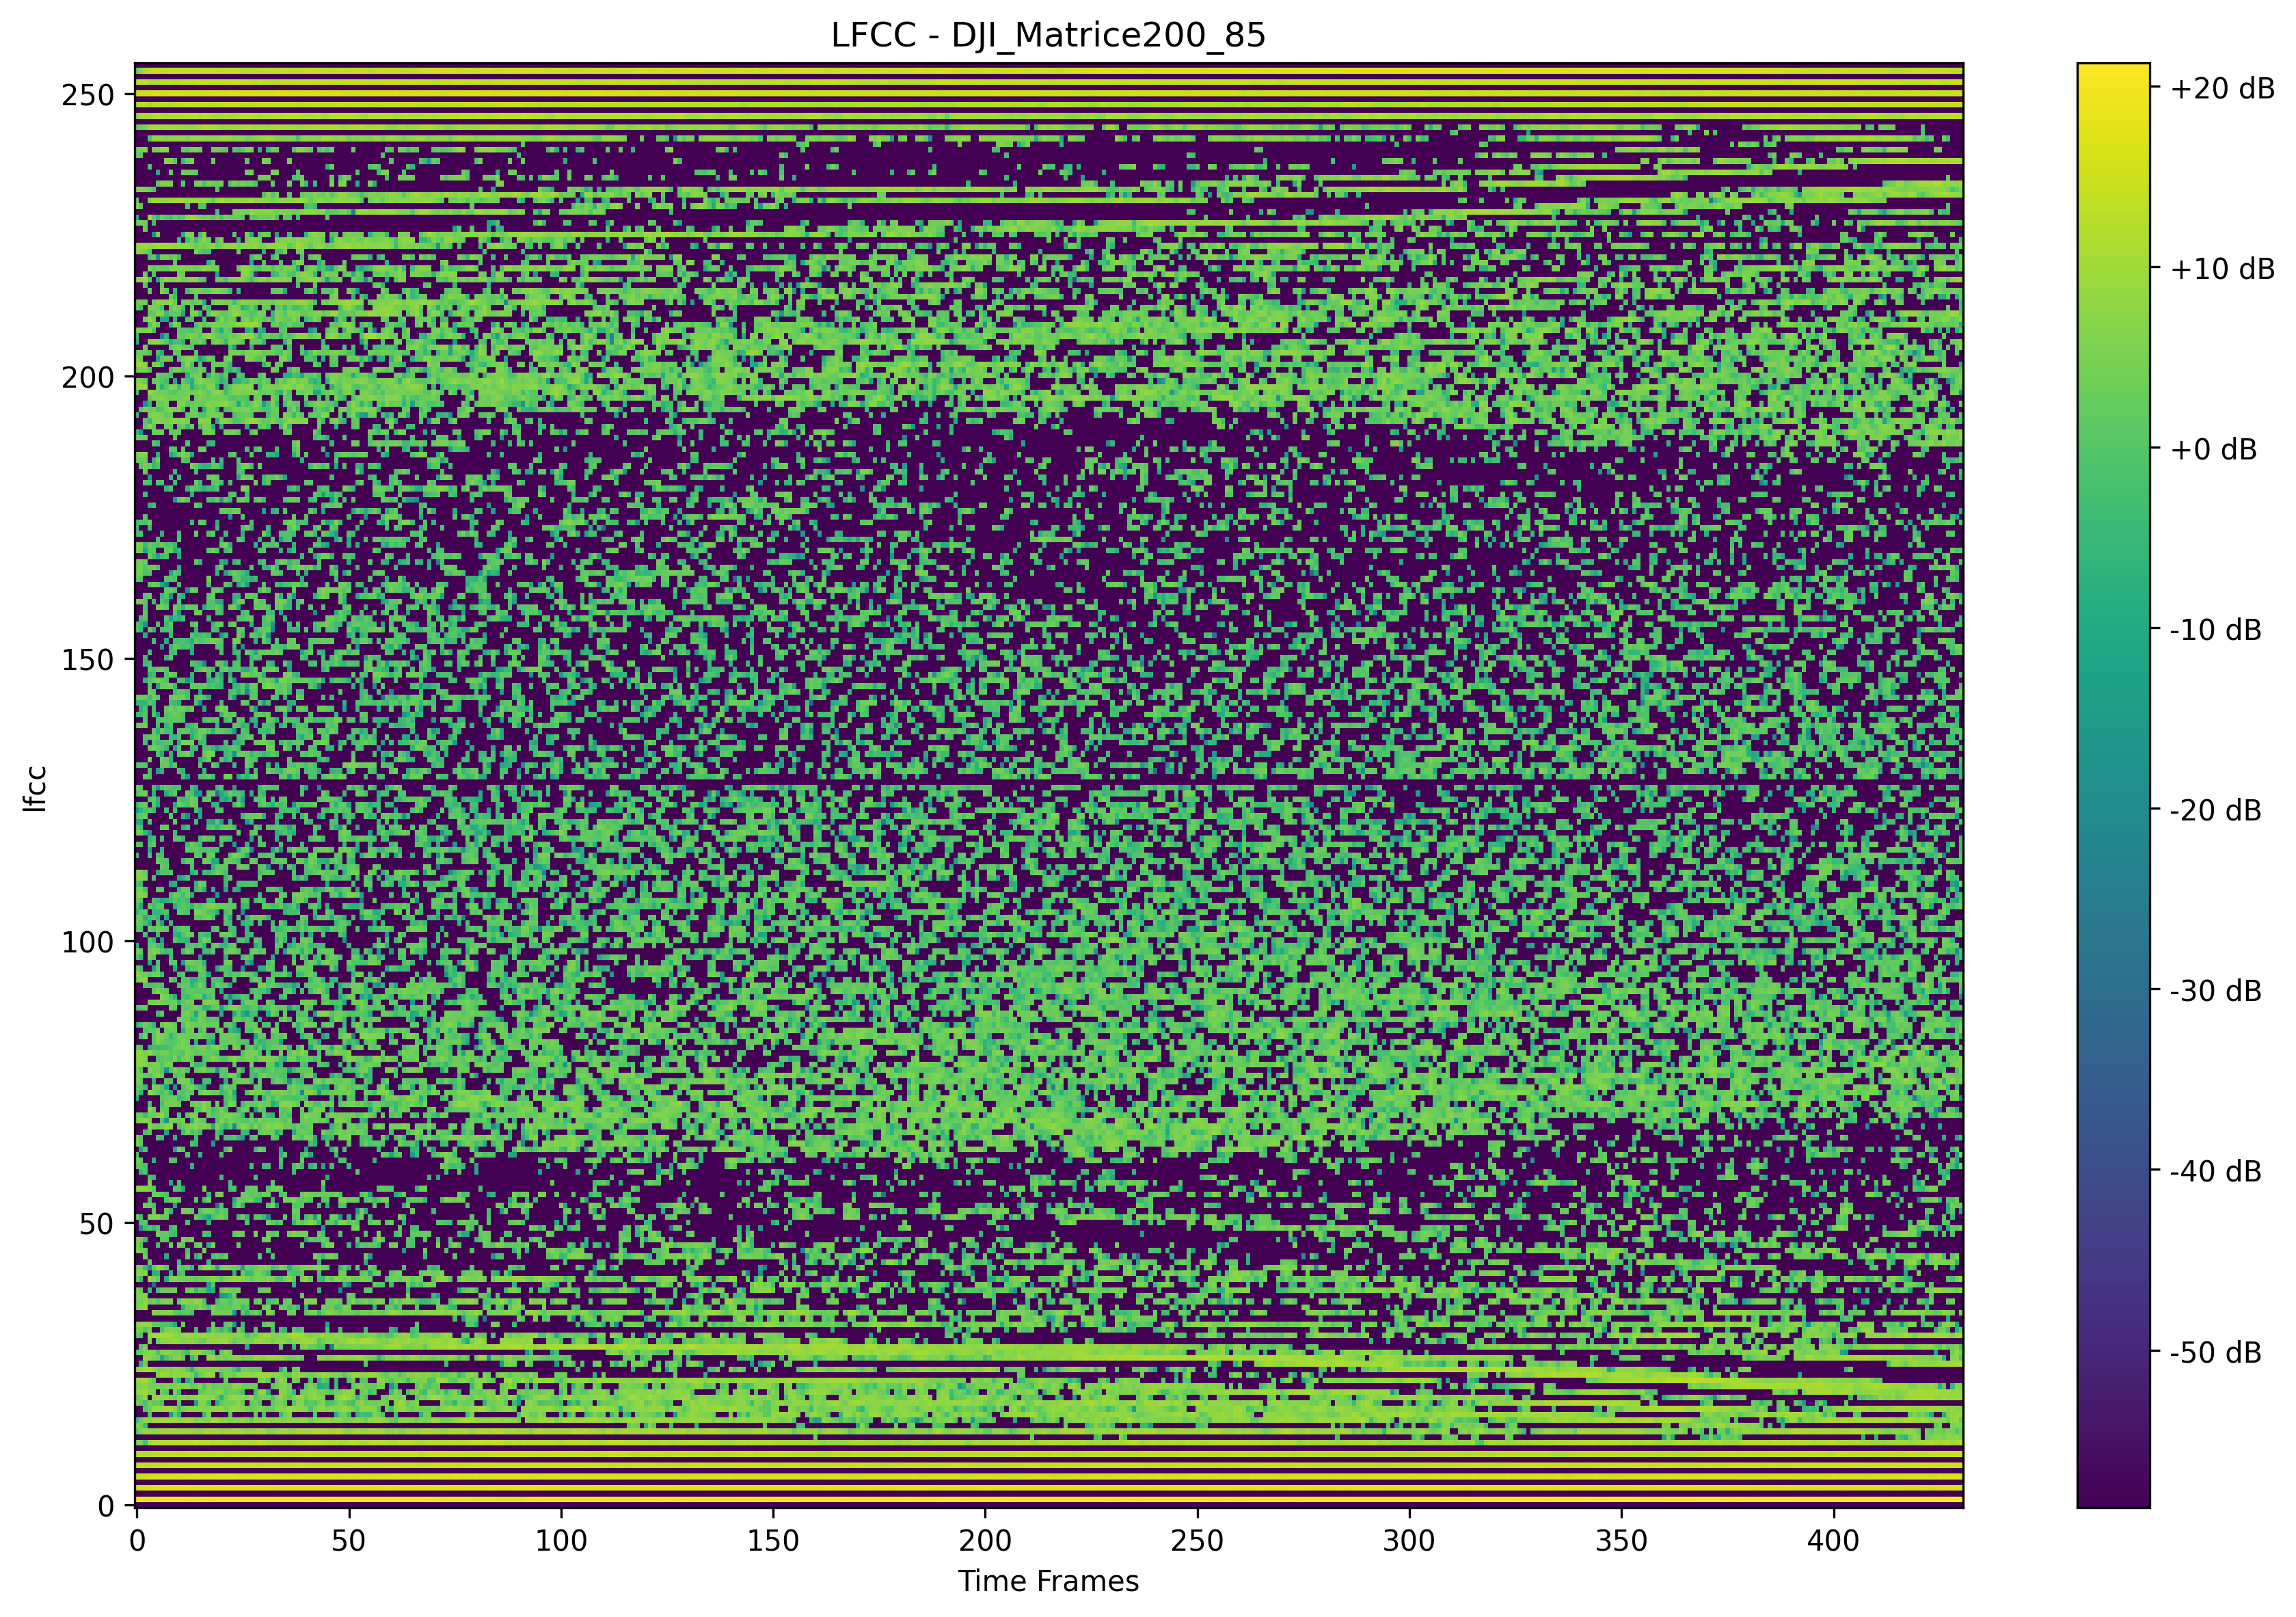 LFCC - DJI_Matrice200_85
250
200
150
100
50
0
lfcc
0 50 100 150 200 250 300 350 400
Time Frames
+20 dB
+10 dB
+0 dB
-10 dB
-20 dB
-30 dB
-40 dB
-50 dB